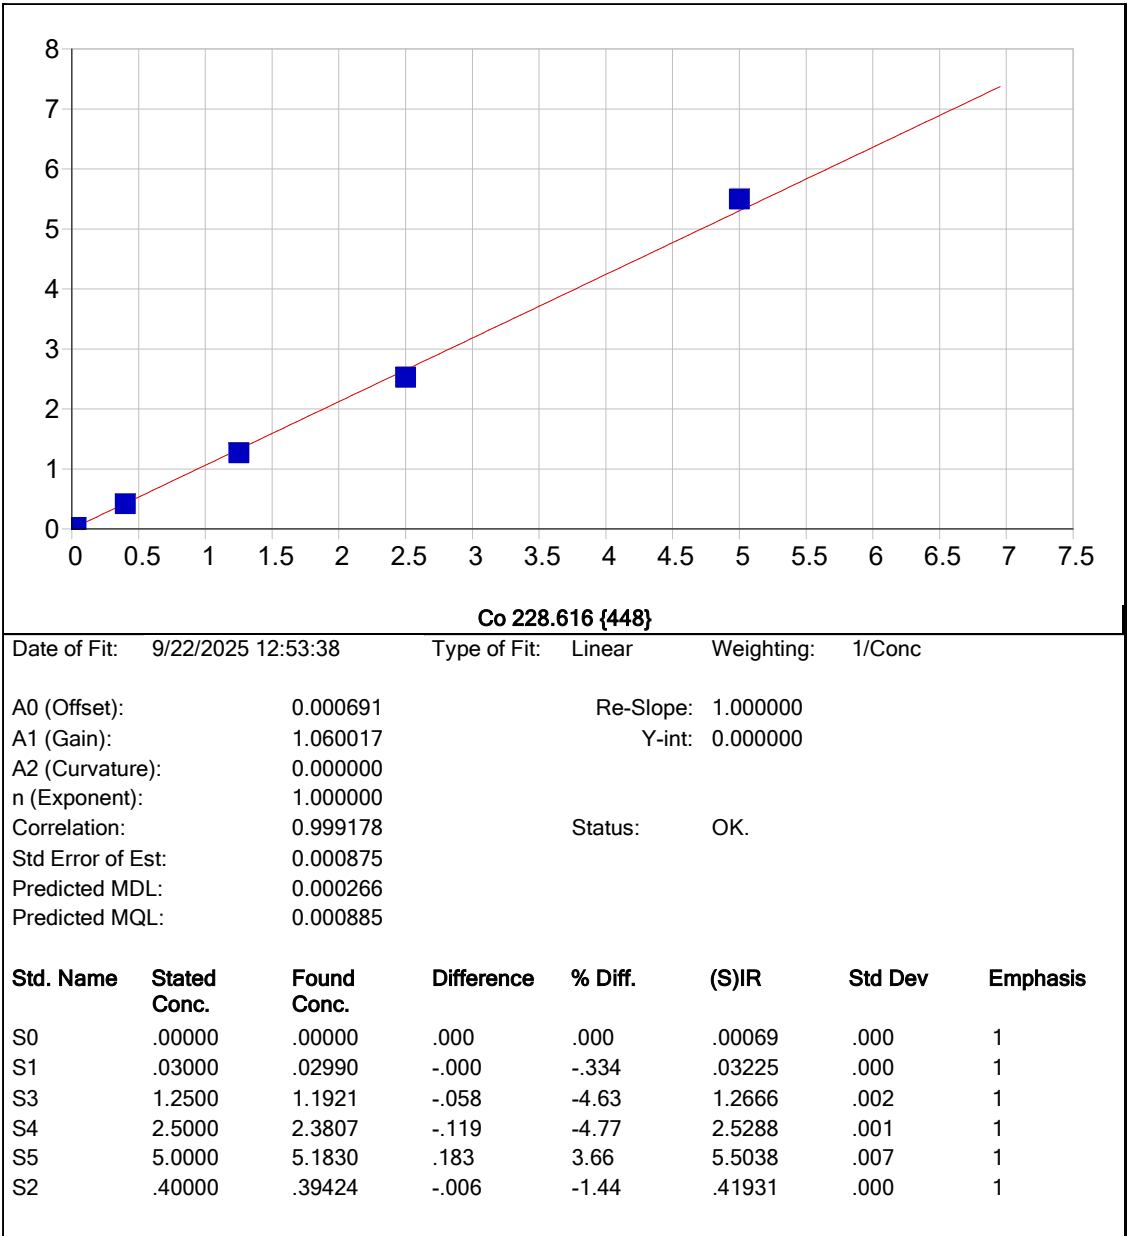 8
7
6
5
4
3
2
1
0
0 0.5 1 1.5 2 2.5 3 3.5 4 4.5 5 5.5 6 6.5 7 7.5
Co 228.616 {448}
Date of Fit: 9/22/2025 12:53:38 Type of Fit: Linear Weighting: 1/Conc
A0 (Offset): 0.000691 Re-Slope: 1.000000
A1 (Gain): 1.060017 Y-int: 0.000000
A2 (Curvature): 0.000000
n (Exponent): 1.000000
Correlation: 0.999178 Status: OK.
Std Error of Est: 0.000875
Predicted MDL: 0.000266
Predicted MQL: 0.000885
Std. Name Stated Found Difference % Diff. (S)IR Std Dev Emphasis
Conc. Conc.
S0 .00000 .00000 .000 .000 .00069 .000 1
S1 .03000 .02990 -.000 -.334 .03225 .000 1
S3 1.2500 1.1921 -.058 -4.63 1.2666 .002 1
S4 2.5000 2.3807 -.119 -4.77 2.5288 .001 1
S5 5.0000 5.1830 .183 3.66 5.5038 .007 1
S2 .40000 .39424 -.006 -1.44 .41931 .000 1